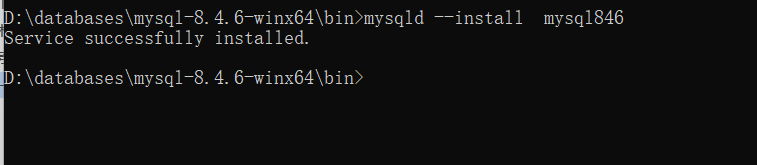 D:\databases\mysql-8.4.6-winx64\bin>mysqld --install  mysql846
Service successfully installed.
D:\databases\mysql-8.4.6-winx64\bin>